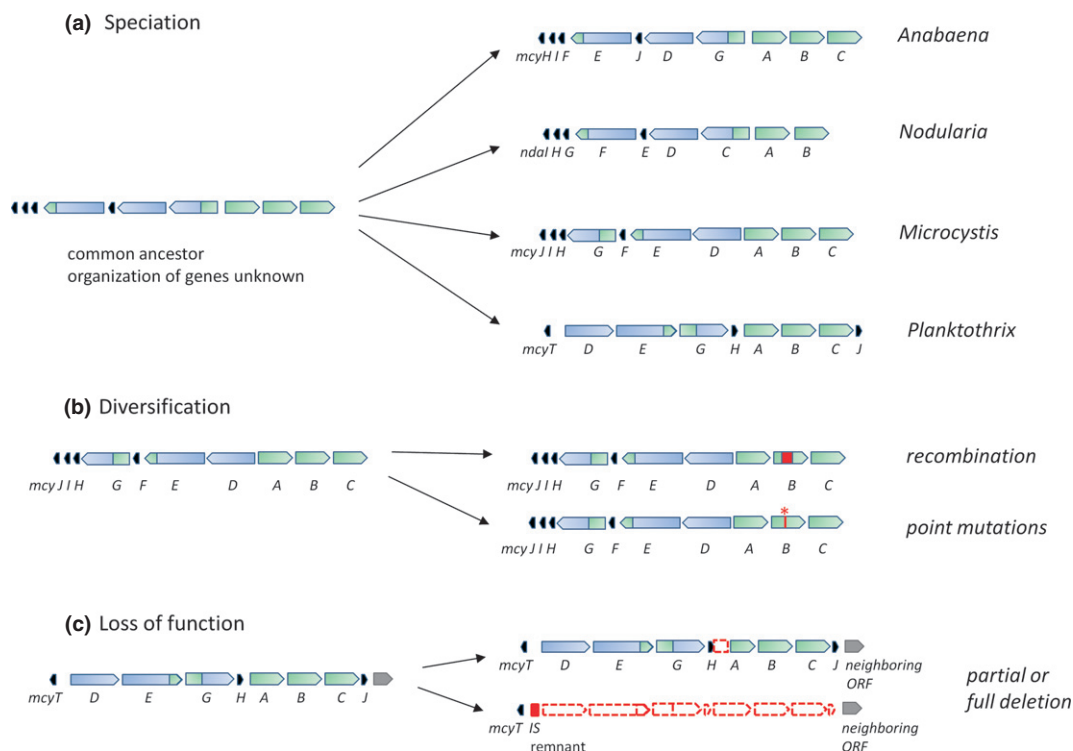 (a) Speciation
mcyH I F E J D G A B C
Anabaena
ndaI H G F E D C A B
Nodularia
common ancestor
organization of genes unknown
mcy J I H G F E D A B C
Microcystis
mcyT D E G H A B C J
Planktothrix
(b) Diversification
mcy J I H G F E D A B C
mcy J I H G F E D A B C
recombination
*
mcy J I H G F E D A B C
point mutations
(c) Loss of function
mcyT D E G H A B C J
mcyT D E G H A B C J neighboring
ORF
mcyT IS neighboring
remnant ORF
partial or
full deletion